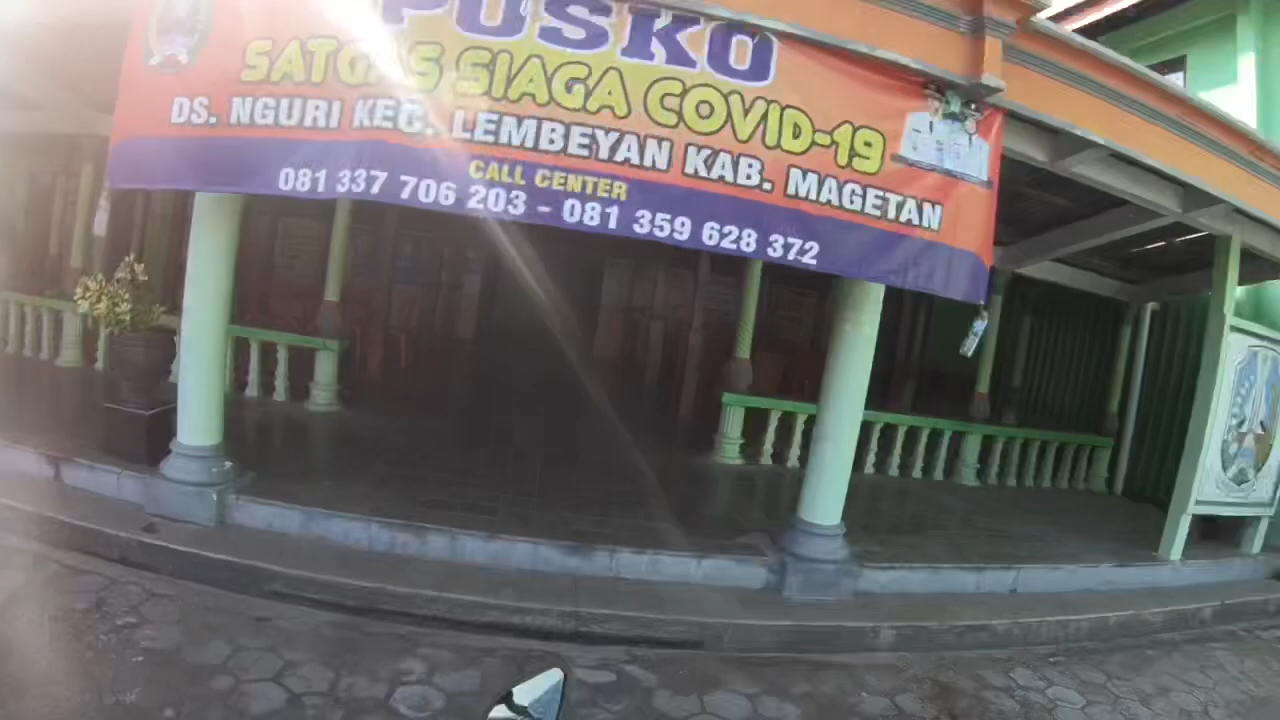 PUSKO
SATGAS SIAGA COVID-19
DS. NGURI KEC. LEMBEYAN KAB. MAGETAN
CALL CENTER
081 337 706 203 - 081 359 628 372